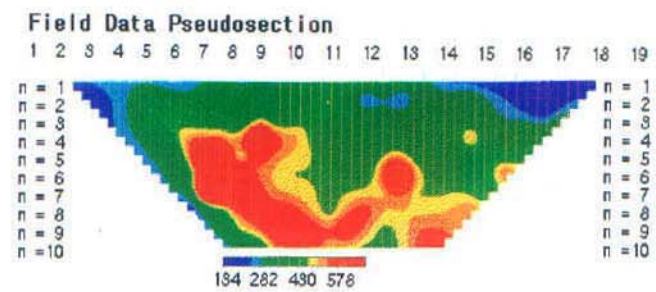 Field Data Pseudosection
1 2 3 4 5 6 7 8 9 10 11 12 13 14 15 16 17 18 19
n = 1 n = 1
n = 2 n = 2
n = 3 n = 3
n = 4 n = 4
n = 5 n = 5
n = 6 n = 6
n = 7 n = 7
n = 8 n = 8
n = 9 n = 9
n =10 n =10
184 282 430 578